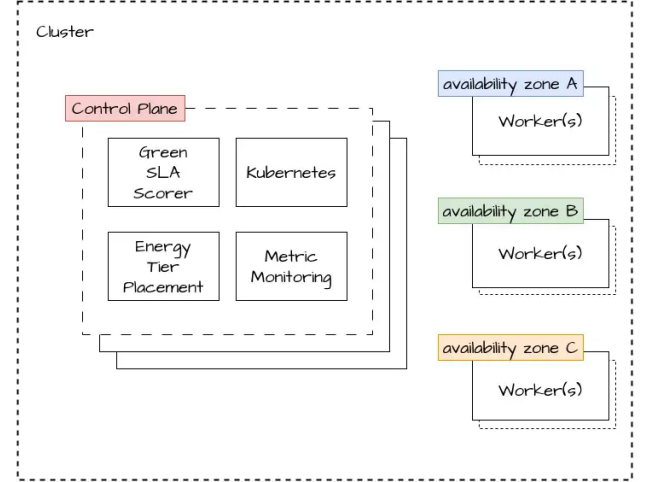 Cluster
Control Plane
Green
SLA
Scorer
Kubernetes
Energy
Tier
Placement
Metric
Monitoring
availability zone A
Worker(s)
availability zone B
Worker(s)
availability zone C
Worker(s)